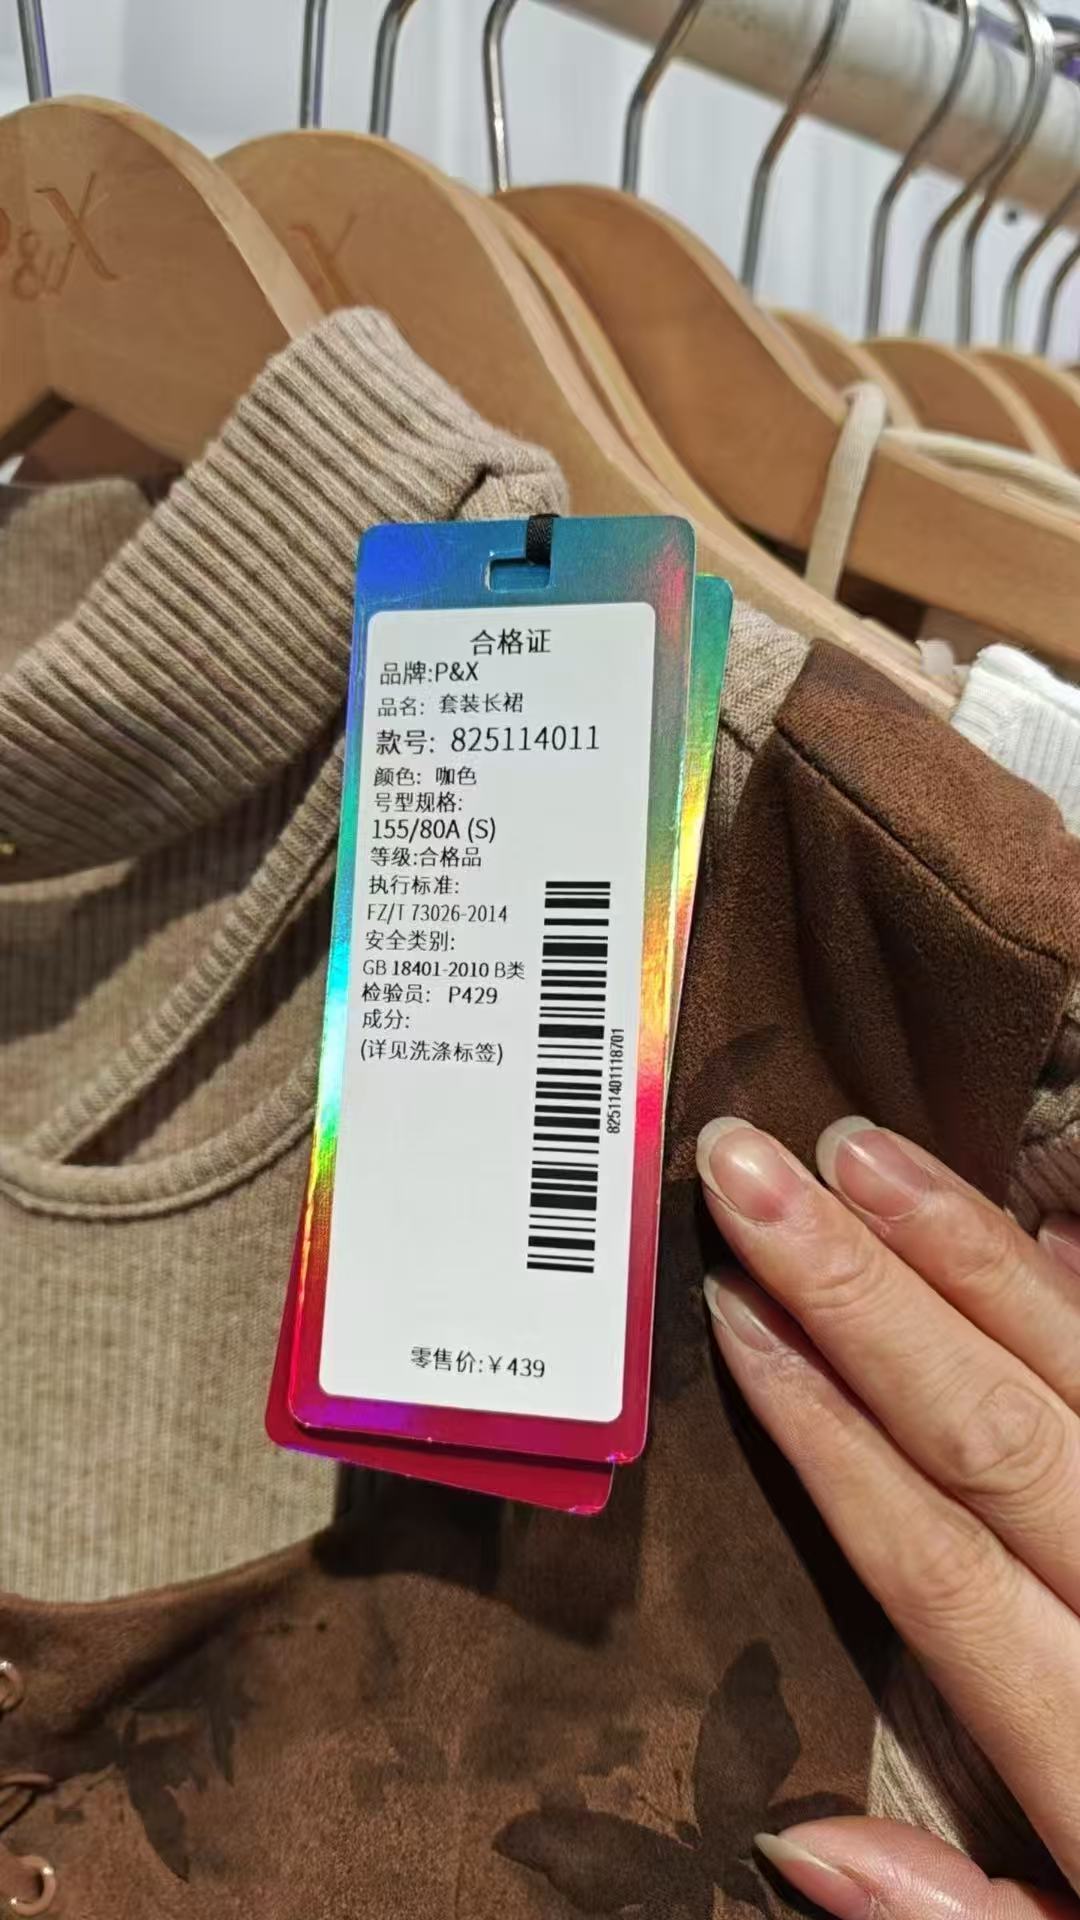 P&X
X
合格证
品牌:P&X
品名: 套装长裙
款号: 825114011
颜色: 咖色
号型规格:
155/80A (S)
等级:合格品
执行标准:
FZ/T 73026-2014
安全类别:
GB 18401-2010 B类
检验员: P429
成分:
(详见洗涤标签)
82511401118701
零售价:¥439